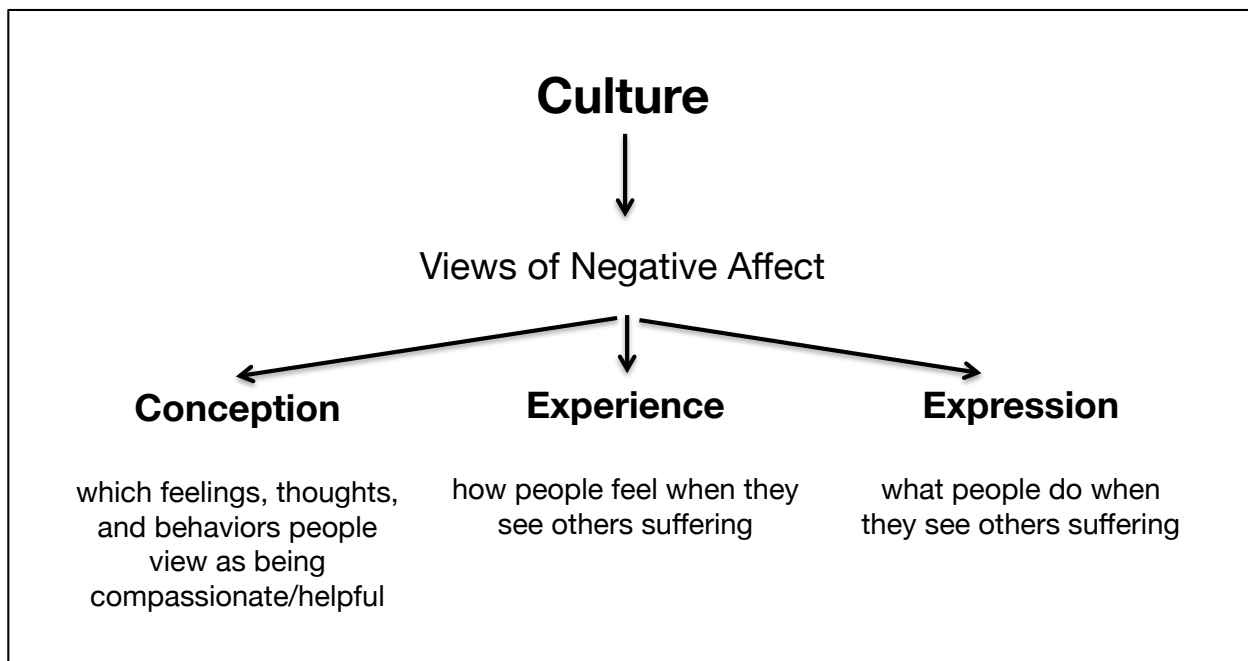 Culture
Views of Negative Affect
Conception
which feelings, thoughts,
and behaviors people
view as being
compassionate/helpful
Experience
how people feel when they
see others suffering
Expression
what people do when
they see others suffering